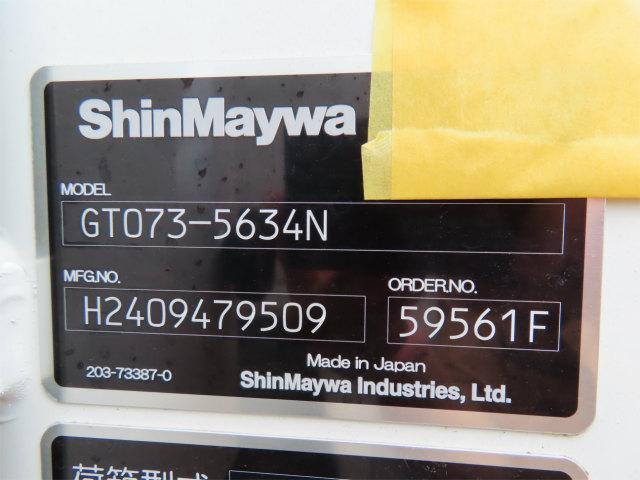 ShinMaywa
MODEL
GT073-5634N
MFG.NO.
ORDER.NO.
H2409479509
59561F
Made in Japan
203-73387-0
ShinMaywa Industries, Ltd.
荷箱型式